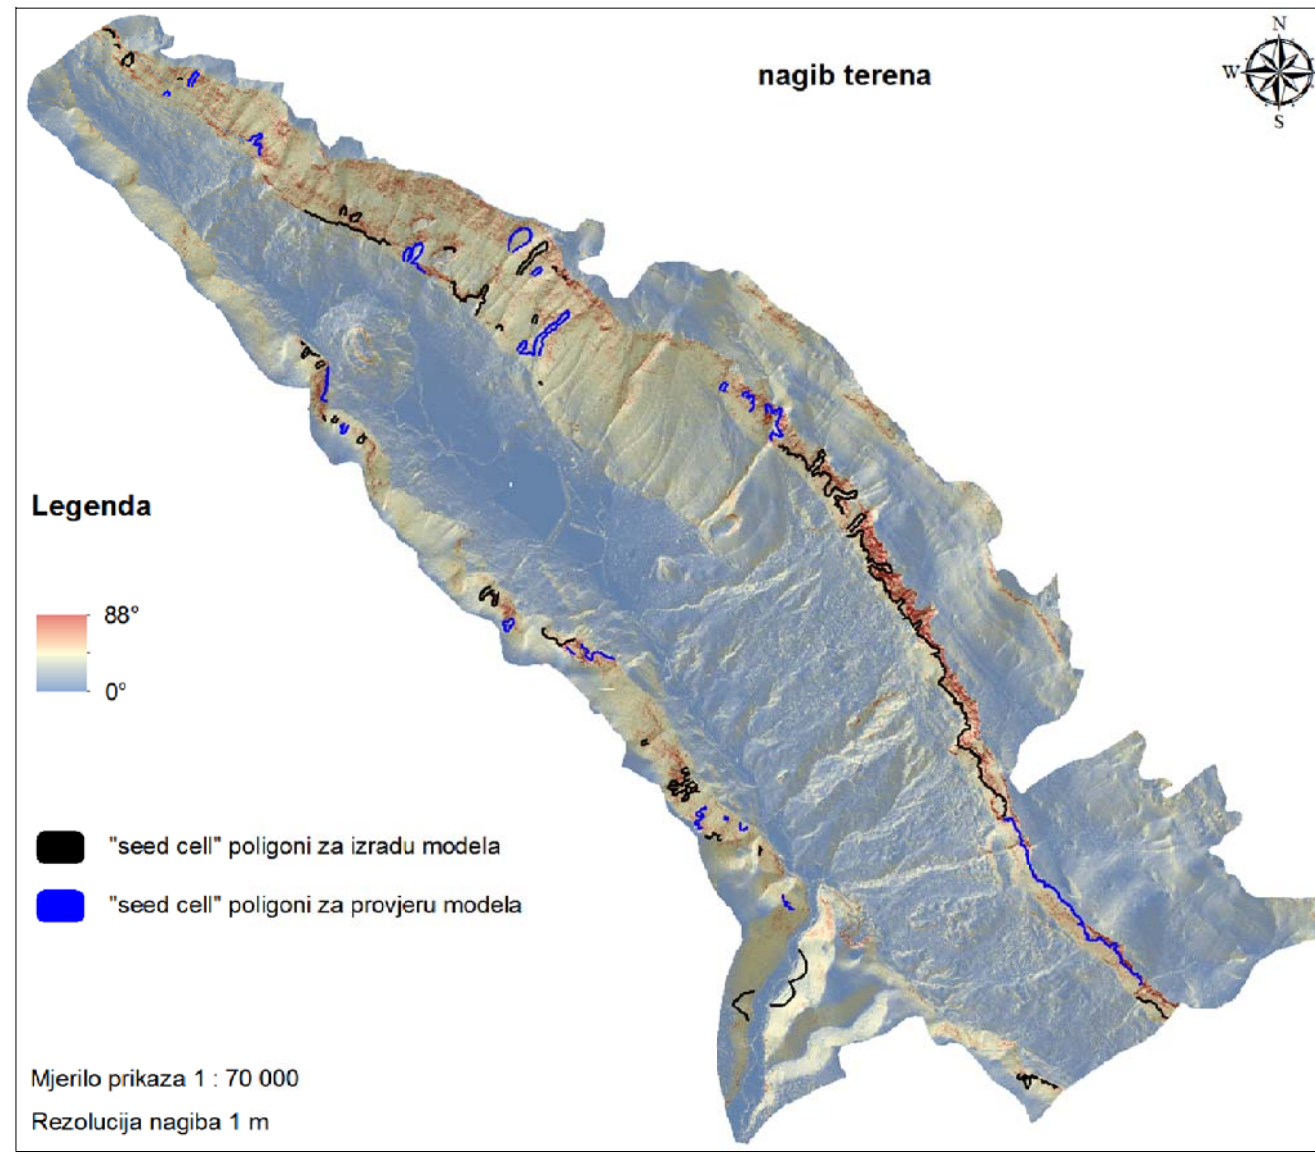 nagib terena
N
W
S
Legenda
88°
0°
"seed cell" poligoni za izradu modela
"seed cell" poligoni za provjeru modela
Mjerilo prikaza 1 : 70 000
Rezolucija nagiba 1 m